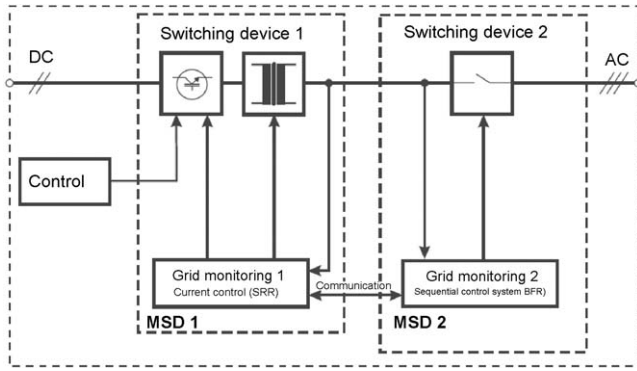 Switching device 1
Switching device 2
DC
AC
Control
Grid monitoring 1
Current control (SRR)
Communication
Grid monitoring 2
Sequential control system BFR)
MSD 1
MSD 2